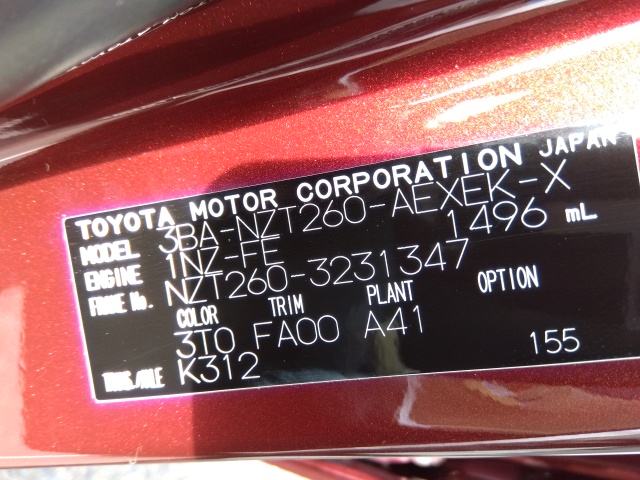 TOYOTA MOTOR CORPORATION JAPAN
MODEL 3BA-NZT260-AEXEK-X
ENGINE 1NZ-FE 1496 mL
FRAME No. NZT260-3231347
COLOR TRIM PLANT OPTION
3T0 FA00 A41
TRANS./AXLE K312 155